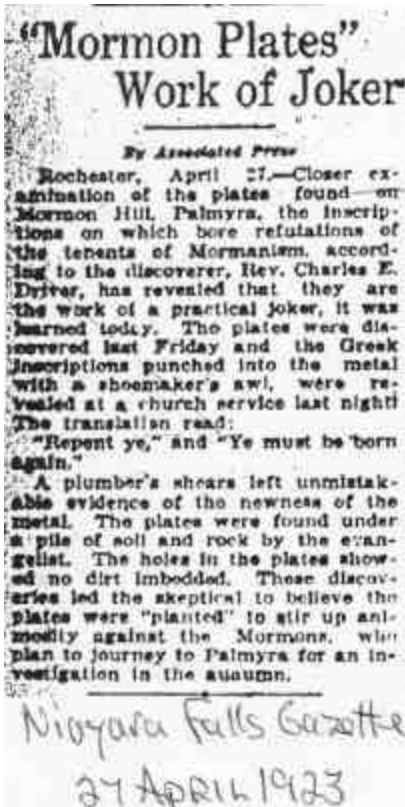 "Mormon Plates"
Work of Joker
By Associated Press
Rochester, April 27.—Closer ex-
amination of the plates found on
Mormon Hill, Palmyra, the inscrip-
tions on which bore refutations of
the tenents of Mormanism, accord-
ing to the discoverer, Rev. Charles E.
Driver, has revealed that they are
the work of a practical joker, it was
learned today. The plates were dis-
covered last Friday and the Greek
inscriptions punched into the metal
with a shoemaker's awl, were re-
vealed at a church service last night!
The translation read:
"Repent ye," and "Ye must be born
again."
A plumber's shears left unmistak-
able evidence of the newness of the
metal. The plates were found under
a pile of soil and rock by the evan-
gelist. The holes in the plates show-
ed no dirt imbedded. These discov-
eries led the skeptical to believe the
plates were "planted" to stir up ani-
mosity against the Mormons, who
plan to journey to Palmyra for an in-
vestigation in the auaumn.
Niagara Falls Gazette
27 APRIL 1923